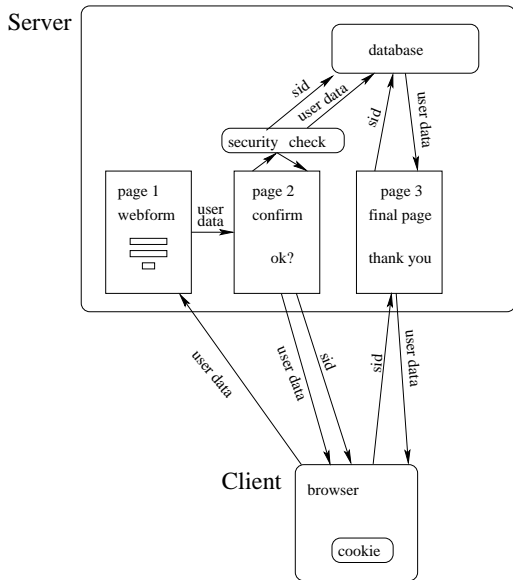 Server
database
sid
user data
sid
user data
security check
page 1
webform
user
data
page 2
confirm
ok?
page 3
final page
thank you
user data
user data
sid
sid
user data
Client
browser
cookie